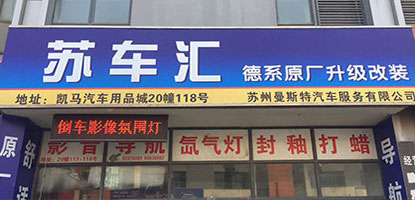 苏车汇 德系原厂升级改装
地址：凯马汽车用品城20幢118号 苏州曼斯特汽车服务有限公司
倒车影像氛围灯
影音导航 氙气灯 封釉打蜡
原
舒
导航